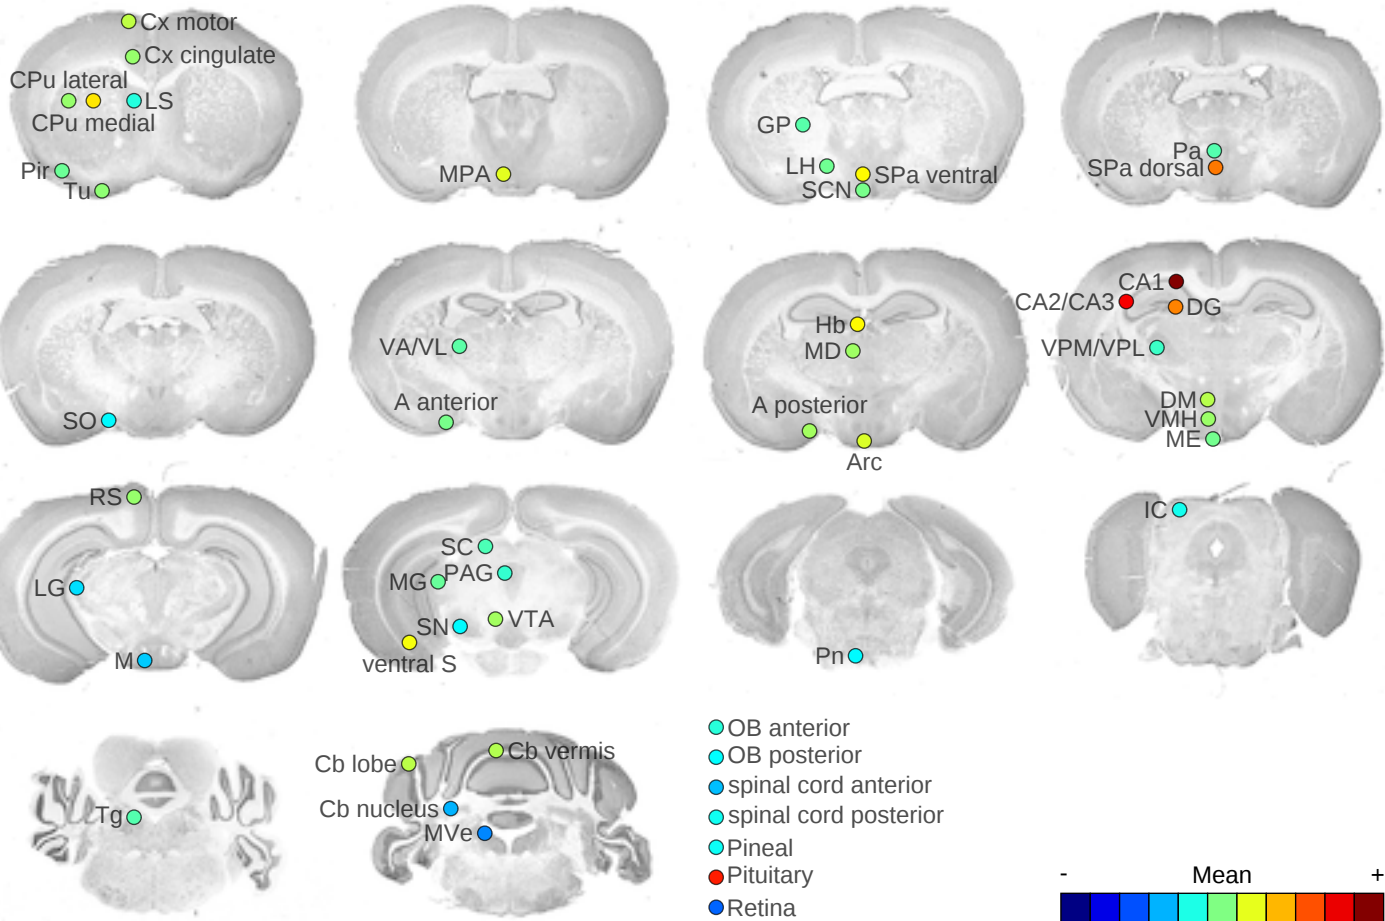 Cx motor
Cx cingulate
CPu lateral
LS
CPu medial
Pir
Tu
MPA
GP
LH
SPa ventral
SCN
Pa
SPa dorsal
SO
VA/VL
A anterior
Hb
MD
A posterior
Arc
CA1
CA2/CA3
DG
VPM/VPL
DM
VMH
ME
RS
LG
M
SC
MG
PAG
SN
VTA
ventral S
Pn
IC
Tg
Cb lobe
Cb vermis
Cb nucleus
MVe
OB anterior
OB posterior
spinal cord anterior
spinal cord posterior
Pineal
Pituitary
Retina
- Mean +